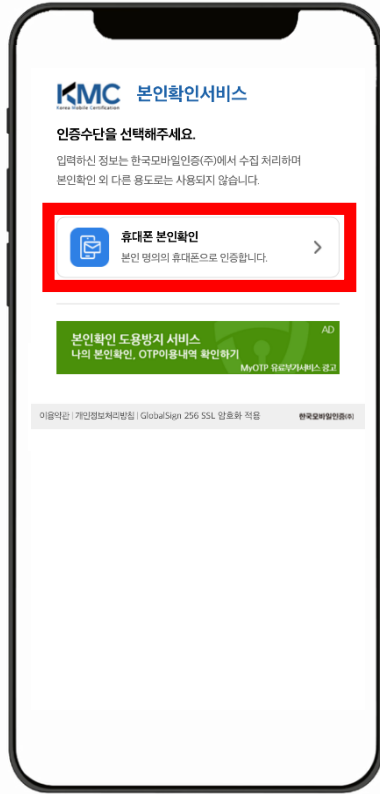 KMC 본인확인서비스
Korea Mobile Certification
인증수단을 선택해주세요.
입력하신 정보는 한국모바일인증(주)에서 수집 처리하며
본인확인 외 다른 용도로는 사용되지 않습니다.
휴대폰 본인확인
본인 명의의 휴대폰으로 인증합니다.
AD
본인확인 도용방지 서비스
나의 본인확인, OTP이용내역 확인하기
MyOTP 유료부가서비스 광고
이용약관 | 개인정보처리방침 | GlobalSign 256 SSL 암호화 적용 한국모바일인증(주)